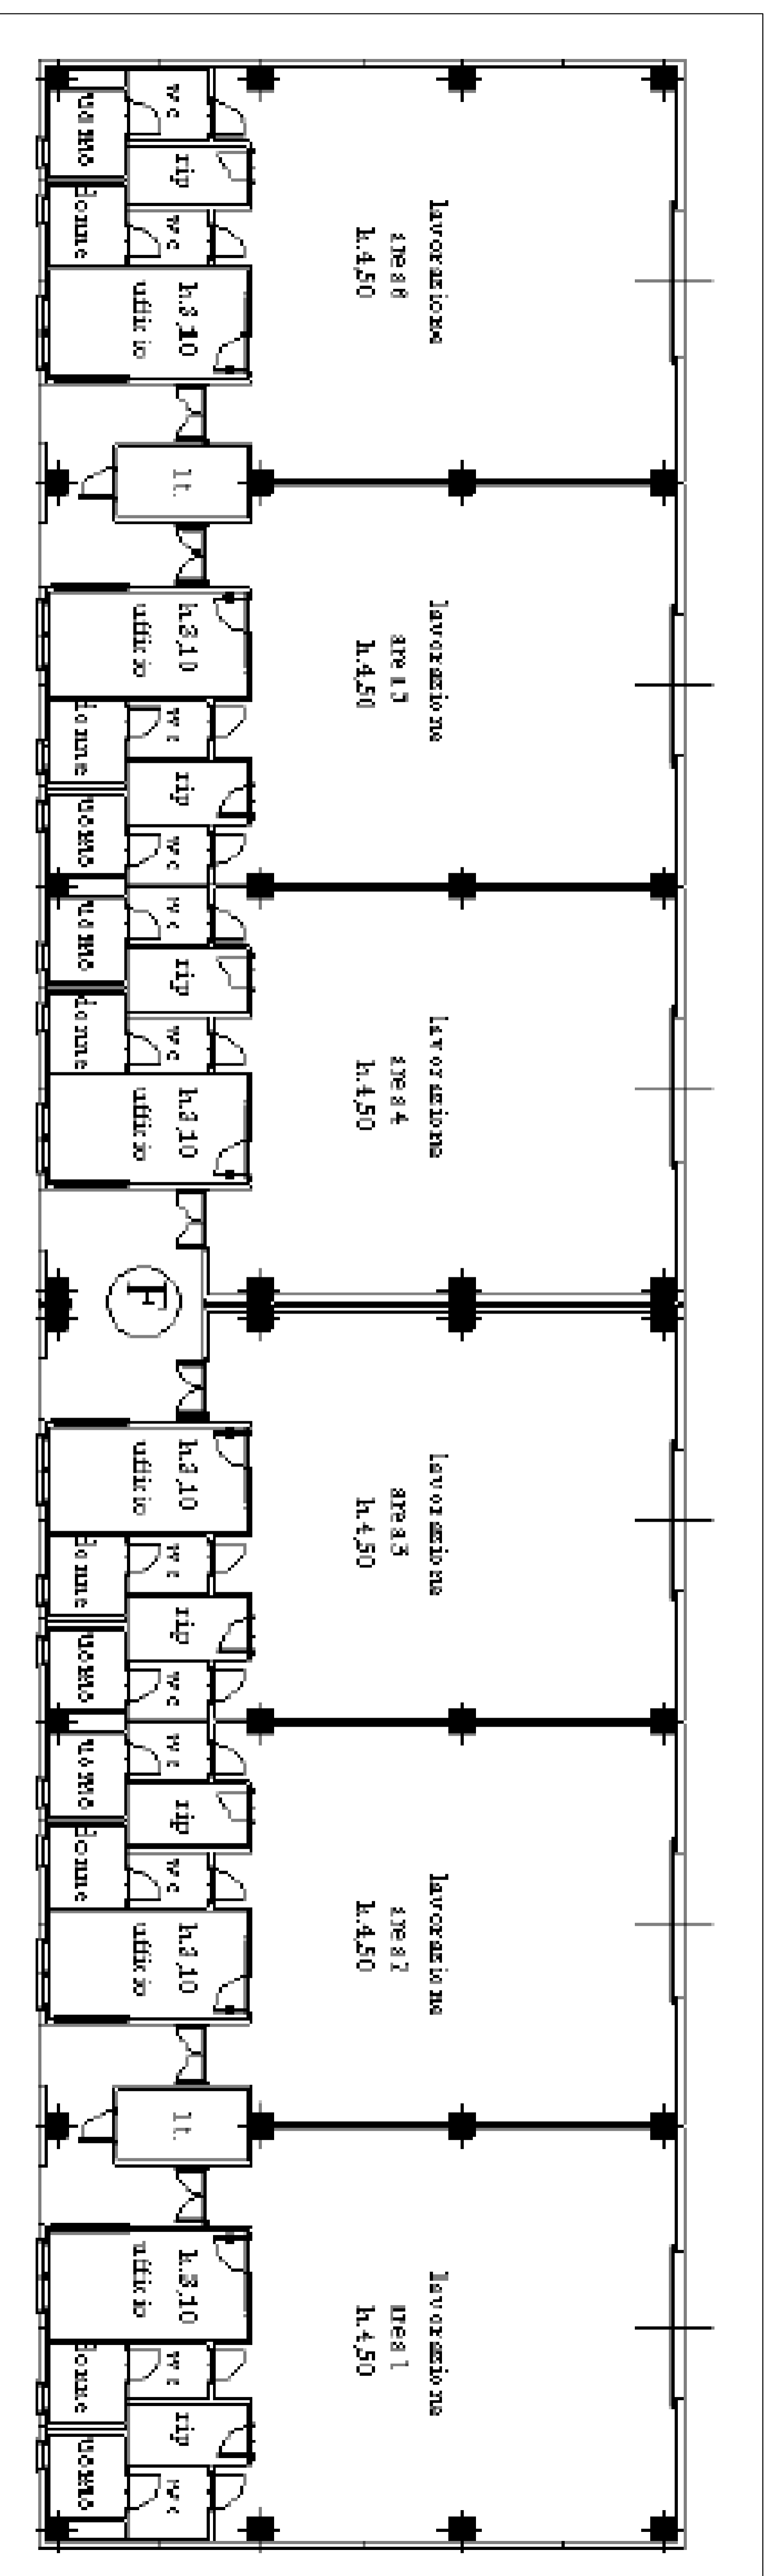 lavorazione
area 6
h.4,50
wc
uomo
rip
wc
donne
h.3,10
ufficio
lt.
lavorazione
area 5
h.4,50
h.3,10
ufficio
wc
donne
rip
wc
uomo
lavorazione
area 4
h.4,50
wc
uomo
rip
wc
donne
h.3,10
ufficio
F
lavorazione
area 3
h.4,50
h.3,10
ufficio
wc
donne
rip
wc
uomo
lavorazione
area 2
h.4,50
wc
uomo
rip
wc
donne
h.3,10
ufficio
lt.
lavorazione
area 1
h.4,50
h.3,10
ufficio
wc
donne
rip
wc
uomo